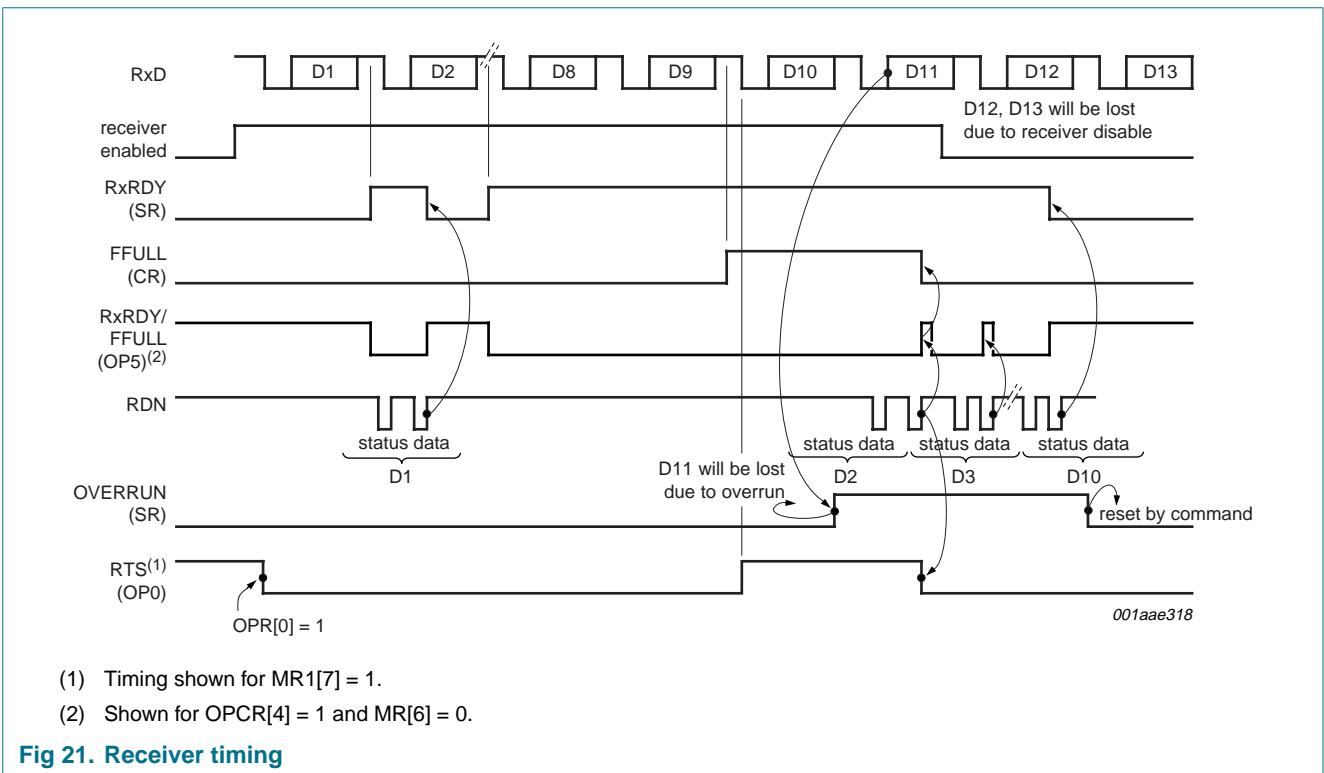 RxD
D1
D2
D8
D9
D10
D11
D12
D13
D12, D13 will be lost
due to receiver disable
receiver
enabled
RxRDY
(SR)
FFULL
(CR)
RxRDY/
FFULL
(OP5)(2)
RDN
status data
D1
status data
D2
status data
D3
status data
D10
D11 will be lost
due to overrun
OVERRUN
(SR)
reset by command
RTS(1)
(OP0)
OPR[0] = 1
001aae318
(1) Timing shown for MR1[7] = 1.
(2) Shown for OPCR[4] = 1 and MR[6] = 0.
Fig 21. Receiver timing